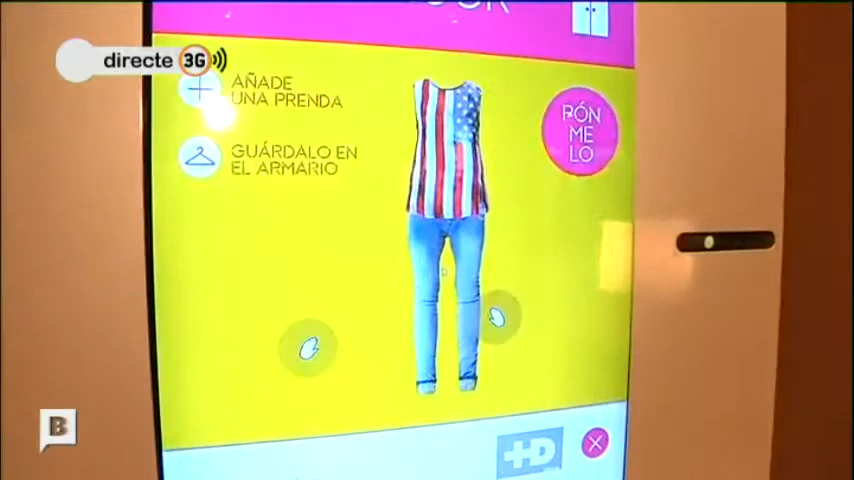 directe 3G
AÑADE
UNA PRENDA
GUÁRDALO EN
EL ARMARIO
PÓN
ME
LO
B
+D